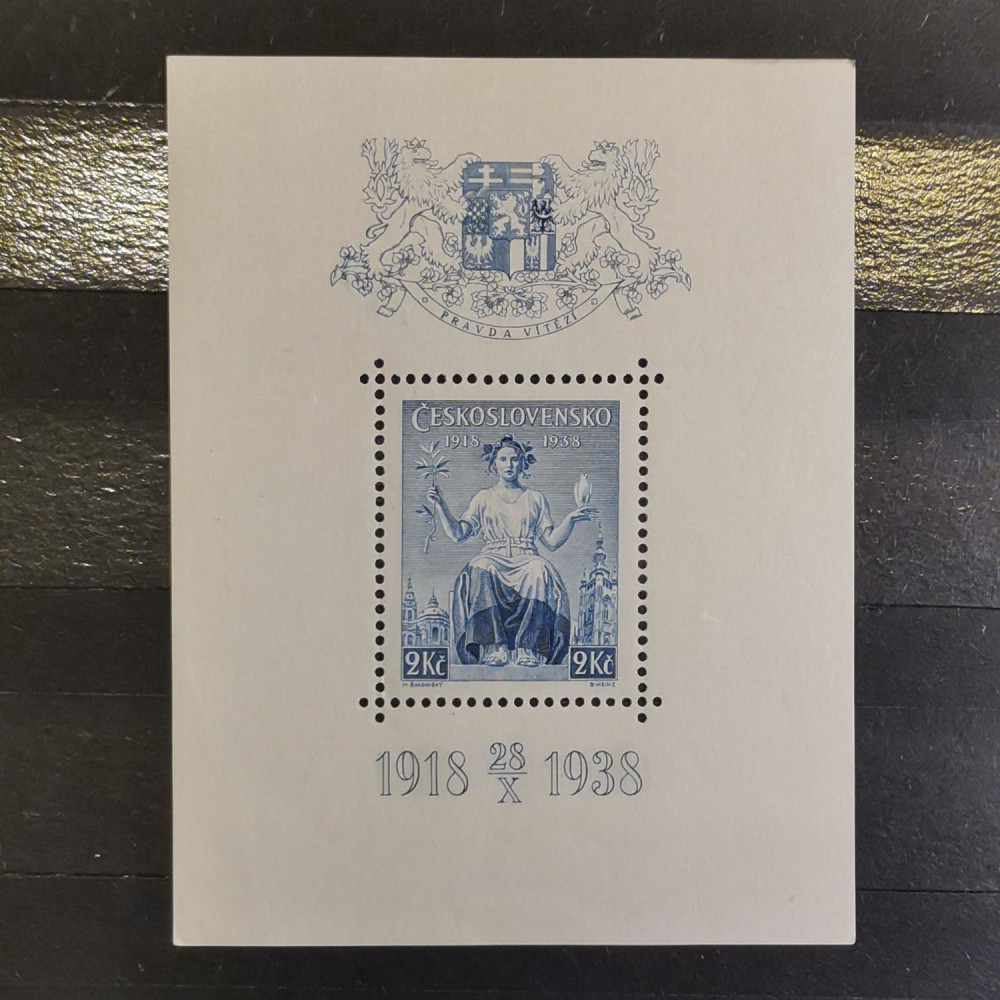 PRAVDA VÍTĚZÍ
ČESKOSLOVENSKO
1918 1938
2Kč 2Kč
1918 28/X 1938